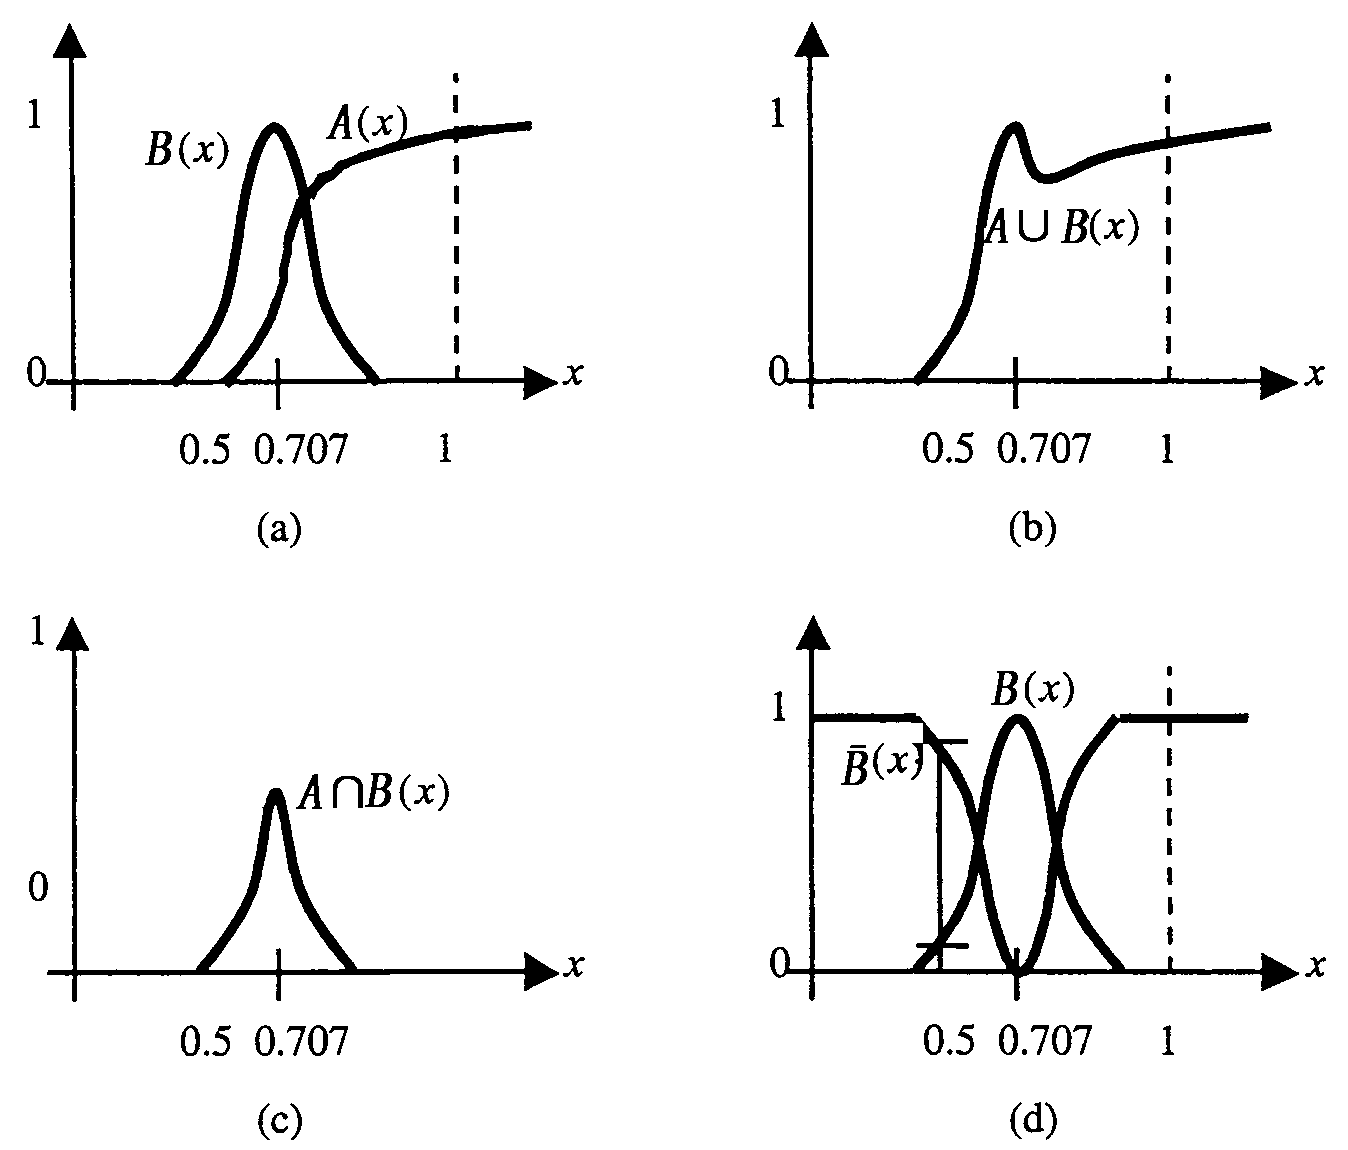 1
B(x)
A(x)
0
x
0.5 0.707 1
(a)
1
A∪B(x)
0
x
0.5 0.707 1
(b)
1
A∩B(x)
0
x
0.5 0.707
(c)
B(x)
1
B̄(x)
0
x
0.5 0.707 1
(d)